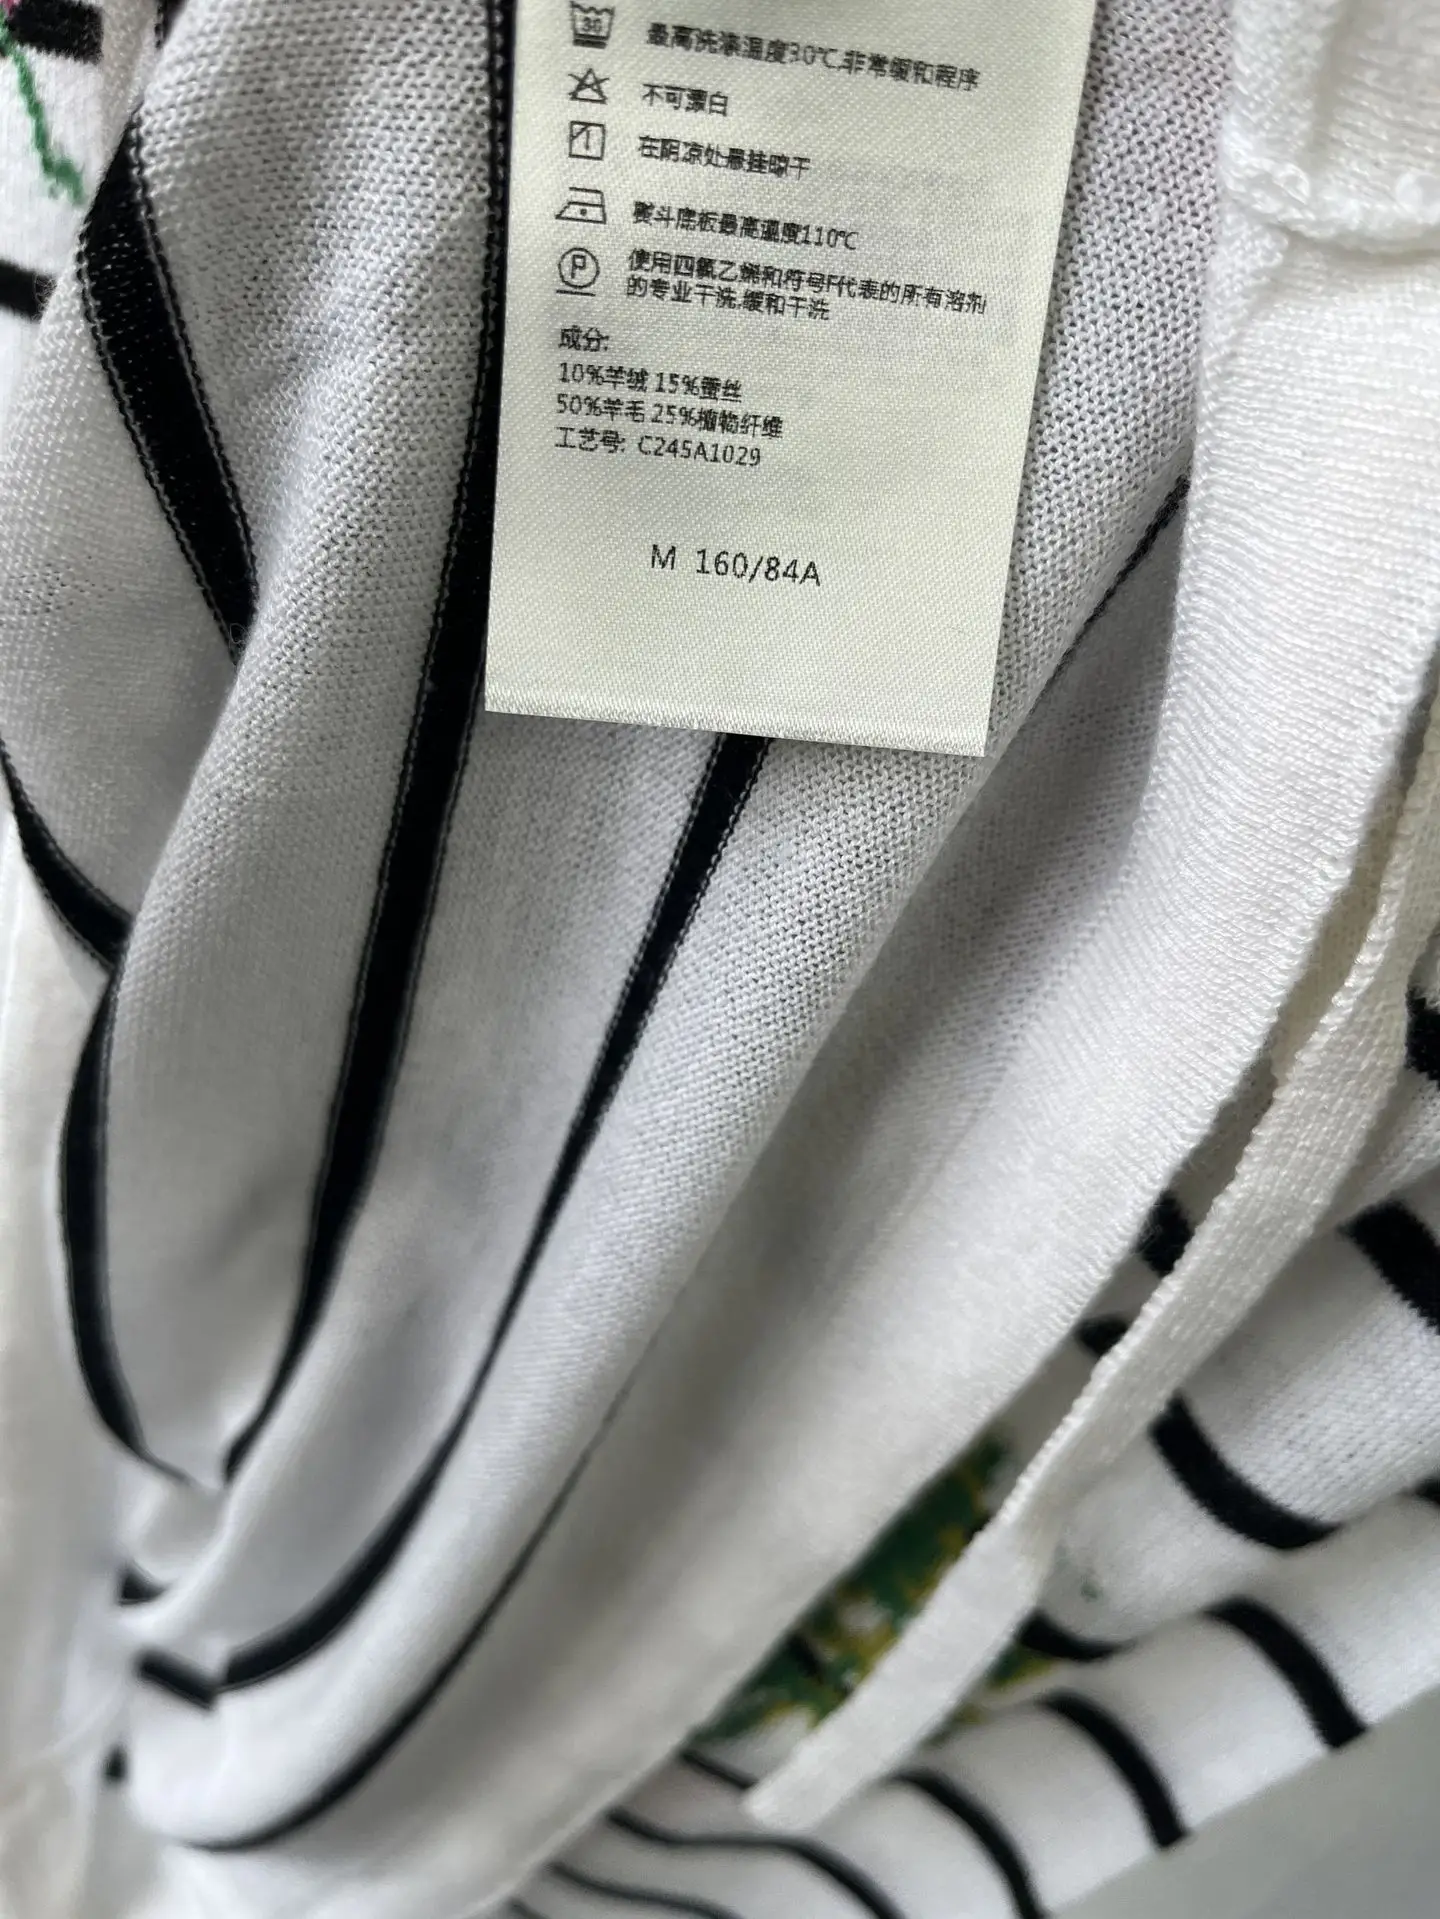 30
最高洗涤温度30℃,非常缓和程序
不可漂白
在阴凉处悬挂晾干
熨斗底板最高温度110℃
P
使用四氯乙烯和符号F代表的所有溶剂
的专业干洗,缓和干洗
成分:
10%羊绒 15%蚕丝
50%羊毛 25%植物纤维
工艺号: C245A1029
M 160/84A